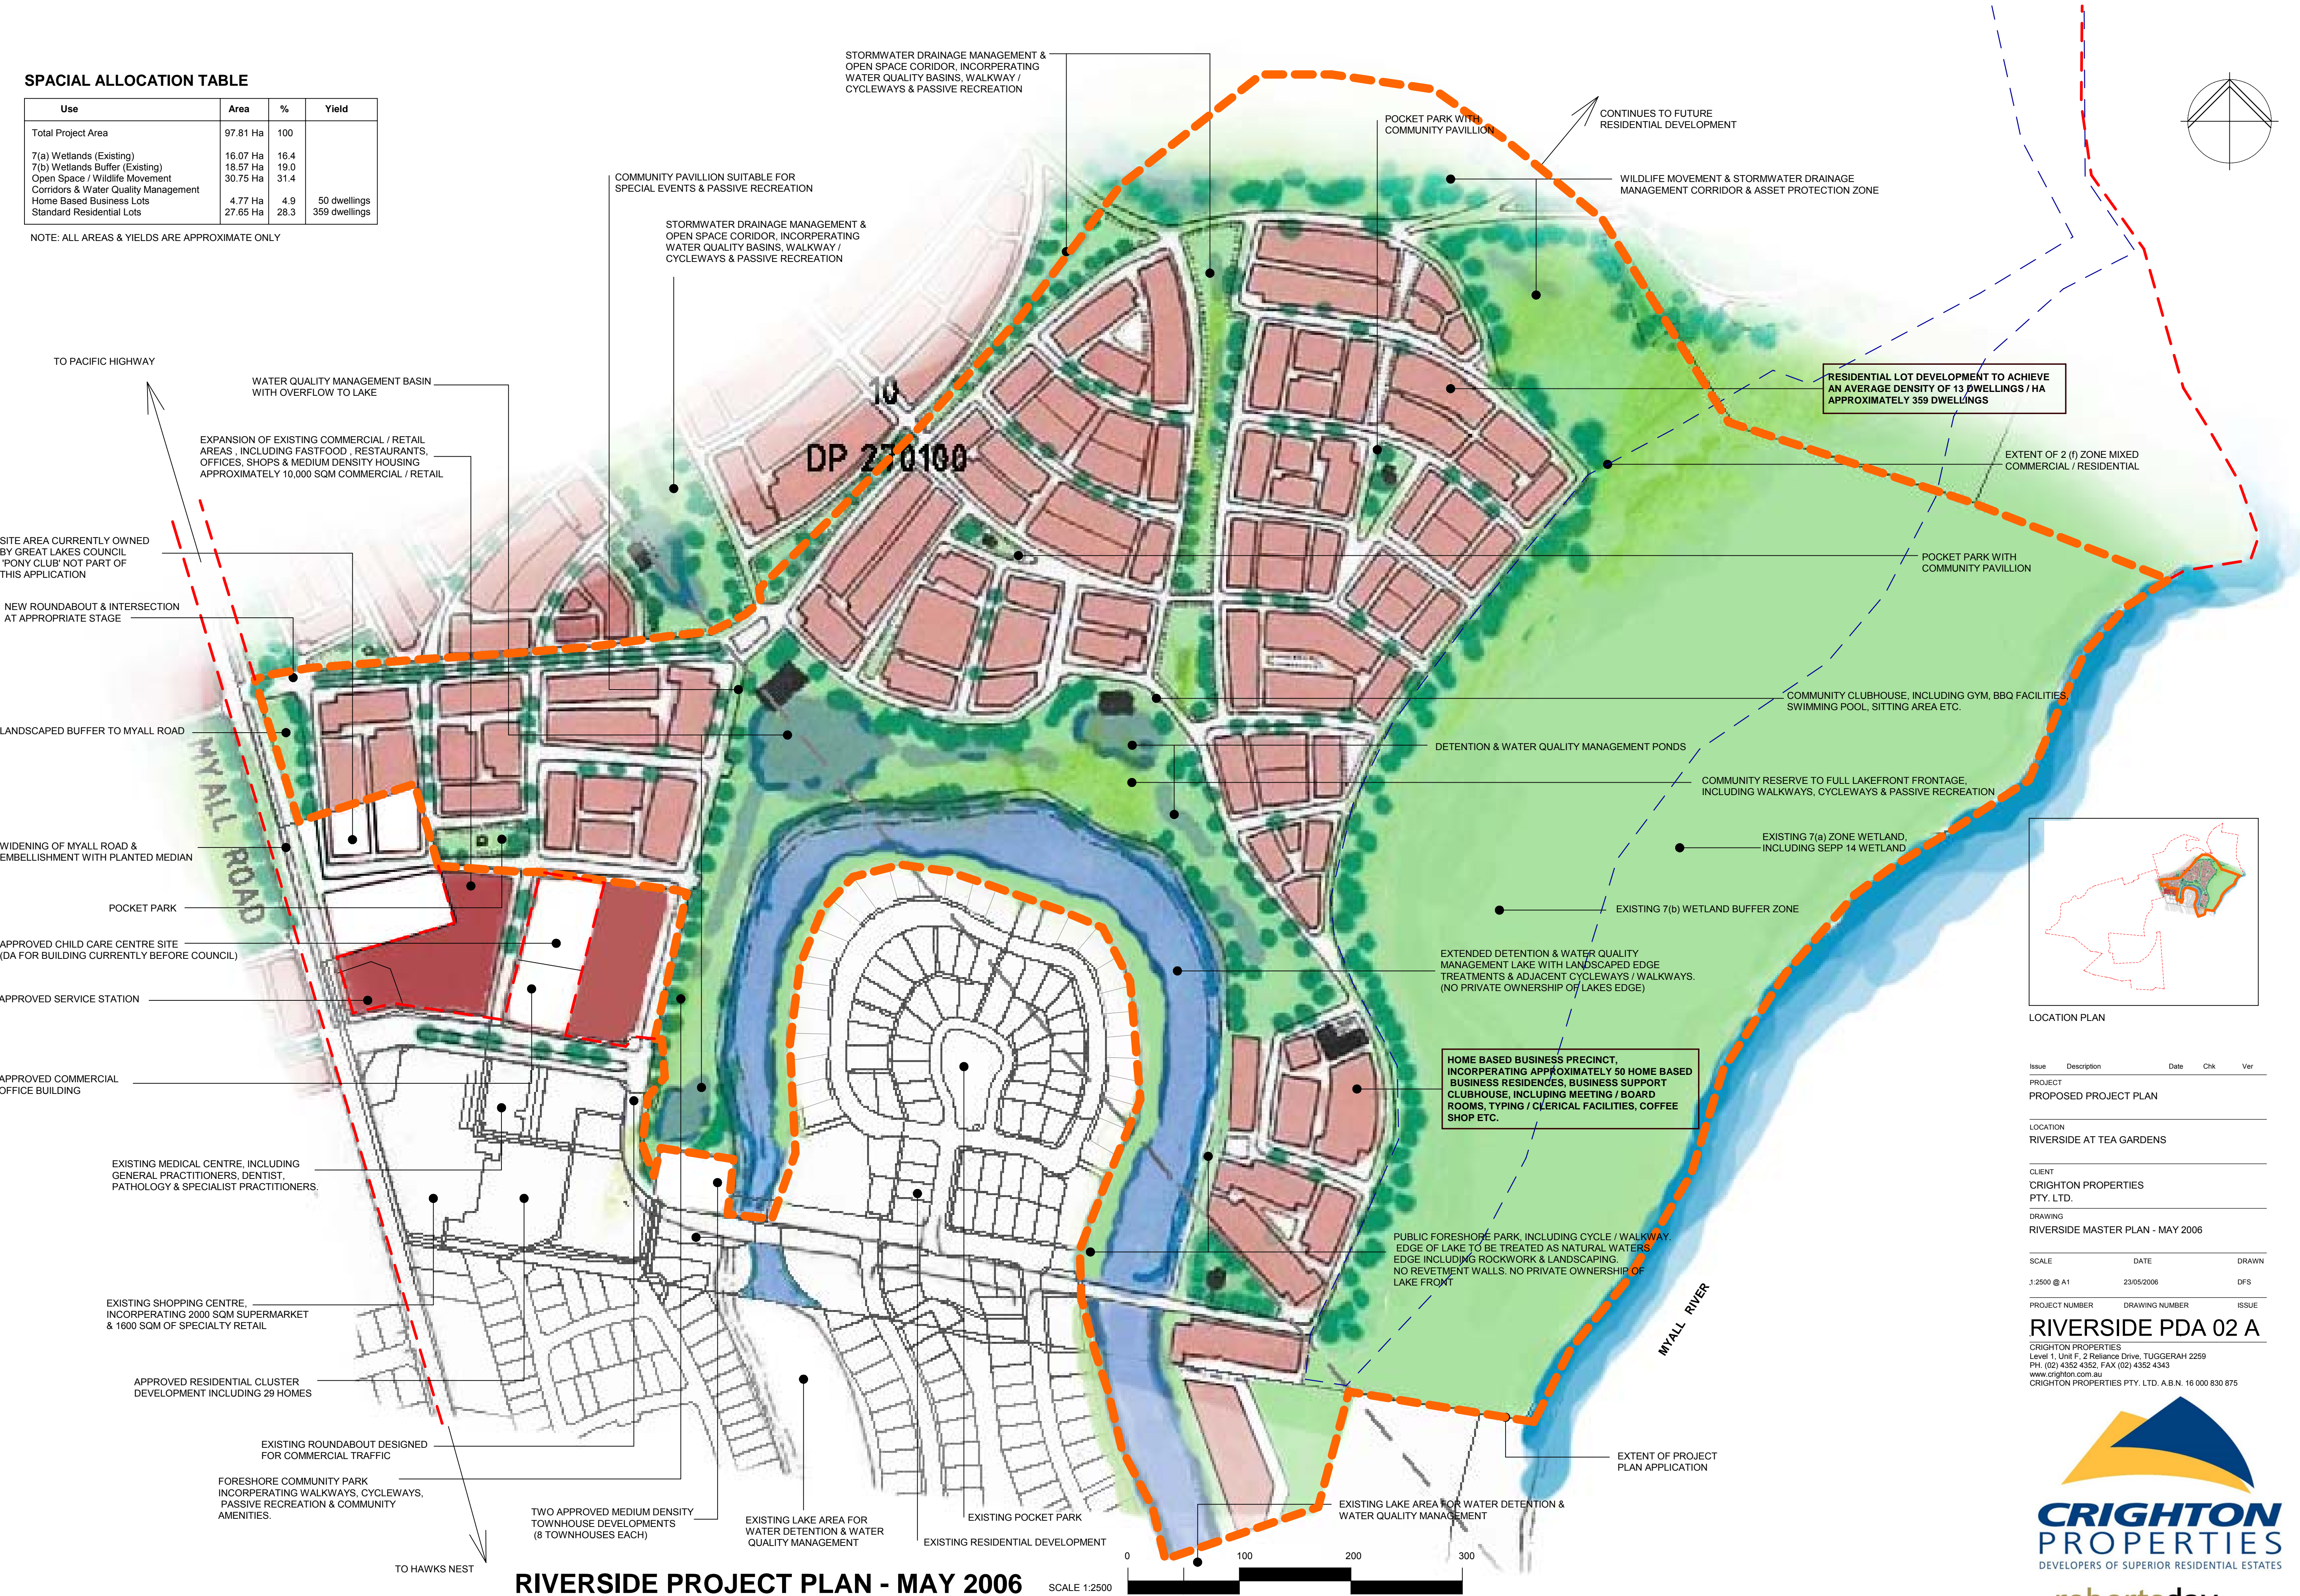 SPACIAL ALLOCATION TABLE
Use Area % Yield
Total Project Area 97.81 Ha 100
7(a) Wetlands (Existing) 16.07 Ha 16.4
7(b) Wetlands Buffer (Existing) 18.57 Ha 19.0
Open Space / Wildlife Movement 30.75 Ha 31.4
Corridors & Water Quality Management
Home Based Business Lots 4.77 Ha 4.9 50 dwellings
Standard Residential Lots 27.65 Ha 28.3 359 dwellings
NOTE: ALL AREAS & YIELDS ARE APPROXIMATE ONLY
STORMWATER DRAINAGE MANAGEMENT &
OPEN SPACE CORIDOR, INCORPERATING
WATER QUALITY BASINS, WALKWAY /
CYCLEWAYS & PASSIVE RECREATION
POCKET PARK WITH
COMMUNITY PAVILLION
CONTINUES TO FUTURE
RESIDENTIAL DEVELOPMENT
WILDLIFE MOVEMENT & STORMWATER DRAINAGE
MANAGEMENT CORRIDOR & ASSET PROTECTION ZONE
COMMUNITY PAVILLION SUITABLE FOR
SPECIAL EVENTS & PASSIVE RECREATION
STORMWATER DRAINAGE MANAGEMENT &
OPEN SPACE CORIDOR, INCORPERATING
WATER QUALITY BASINS, WALKWAY /
CYCLEWAYS & PASSIVE RECREATION
TO PACIFIC HIGHWAY
WATER QUALITY MANAGEMENT BASIN
WITH OVERFLOW TO LAKE
EXPANSION OF EXISTING COMMERCIAL / RETAIL
AREAS , INCLUDING FASTFOOD , RESTAURANTS,
OFFICES, SHOPS & MEDIUM DENSITY HOUSING
APPROXIMATELY 10,000 SQM COMMERCIAL / RETAIL
10
DP 270100
RESIDENTIAL LOT DEVELOPMENT TO ACHIEVE
AN AVERAGE DENSITY OF 13 DWELLINGS / HA
APPROXIMATELY 359 DWELLINGS
EXTENT OF 2 (f) ZONE MIXED
COMMERCIAL / RESIDENTIAL
SITE AREA CURRENTLY OWNED
BY GREAT LAKES COUNCIL
'PONY CLUB' NOT PART OF
THIS APPLICATION
POCKET PARK WITH
COMMUNITY PAVILLION
NEW ROUNDABOUT & INTERSECTION
AT APPROPRIATE STAGE
COMMUNITY CLUBHOUSE, INCLUDING GYM, BBQ FACILITIES,
SWIMMING POOL, SITTING AREA ETC.
LANDSCAPED BUFFER TO MYALL ROAD
DETENTION & WATER QUALITY MANAGEMENT PONDS
MYALL ROAD
COMMUNITY RESERVE TO FULL LAKEFRONT FRONTAGE,
INCLUDING WALKWAYS, CYCLEWAYS & PASSIVE RECREATION
WIDENING OF MYALL ROAD &
EMBELLISHMENT WITH PLANTED MEDIAN
EXISTING 7(a) ZONE WETLAND,
INCLUDING SEPP 14 WETLAND
POCKET PARK
EXISTING 7(b) WETLAND BUFFER ZONE
APPROVED CHILD CARE CENTRE SITE
(DA FOR BUILDING CURRENTLY BEFORE COUNCIL)
EXTENDED DETENTION & WATER QUALITY
MANAGEMENT LAKE WITH LANDSCAPED EDGE
TREATMENTS & ADJACENT CYCLEWAYS / WALKWAYS.
(NO PRIVATE OWNERSHIP OF LAKES EDGE)
APPROVED SERVICE STATION
APPROVED COMMERCIAL
OFFICE BUILDING
HOME BASED BUSINESS PRECINCT,
INCORPERATING APPROXIMATELY 50 HOME BASED
BUSINESS RESIDENCES, BUSINESS SUPPORT
CLUBHOUSE, INCLUDING MEETING / BOARD
ROOMS, TYPING / CLERICAL FACILITIES, COFFEE
SHOP ETC.
EXISTING MEDICAL CENTRE, INCLUDING
GENERAL PRACTITIONERS, DENTIST,
PATHOLOGY & SPECIALIST PRACTITIONERS.
PUBLIC FORESHORE PARK, INCLUDING CYCLE / WALKWAY.
EDGE OF LAKE TO BE TREATED AS NATURAL WATERS
EDGE INCLUDING ROCKWORK & LANDSCAPING.
NO REVETMENT WALLS. NO PRIVATE OWNERSHIP OF
LAKE FRONT
MYALL RIVER
EXISTING SHOPPING CENTRE,
INCORPERATING 2000 SQM SUPERMARKET
& 1600 SQM OF SPECIALTY RETAIL
APPROVED RESIDENTIAL CLUSTER
DEVELOPMENT INCLUDING 29 HOMES
EXISTING ROUNDABOUT DESIGNED
FOR COMMERCIAL TRAFFIC
EXTENT OF PROJECT
PLAN APPLICATION
FORESHORE COMMUNITY PARK
INCORPERATING WALKWAYS, CYCLEWAYS,
PASSIVE RECREATION & COMMUNITY
AMENITIES.
TWO APPROVED MEDIUM DENSITY
TOWNHOUSE DEVELOPMENTS
(8 TOWNHOUSES EACH)
EXISTING LAKE AREA FOR
WATER DETENTION & WATER
QUALITY MANAGEMENT
EXISTING POCKET PARK
EXISTING RESIDENTIAL DEVELOPMENT
EXISTING LAKE AREA FOR WATER DETENTION &
WATER QUALITY MANAGEMENT
TO HAWKS NEST
RIVERSIDE PROJECT PLAN - MAY 2006
SCALE 1:2500
0 100 200 300
LOCATION PLAN
Issue Description Date Chk Ver
PROJECT
PROPOSED PROJECT PLAN
LOCATION
RIVERSIDE AT TEA GARDENS
CLIENT
CRIGHTON PROPERTIES
PTY. LTD.
DRAWING
RIVERSIDE MASTER PLAN - MAY 2006
SCALE DATE DRAWN
1:2500 @ A1 23/05/2006 DFS
PROJECT NUMBER DRAWING NUMBER ISSUE
RIVERSIDE PDA 02 A
CRIGHTON PROPERTIES
Level 1, Unit F, 2 Reliance Drive, TUGGERAH 2259
PH. (02) 4352 4352, FAX (02) 4352 4343
www.crighton.com.au
CRIGHTON PROPERTIES PTY. LTD. A.B.N. 16 000 830 875
CRIGHTON
PROPERTIES
DEVELOPERS OF SUPERIOR RESIDENTIAL ESTATES